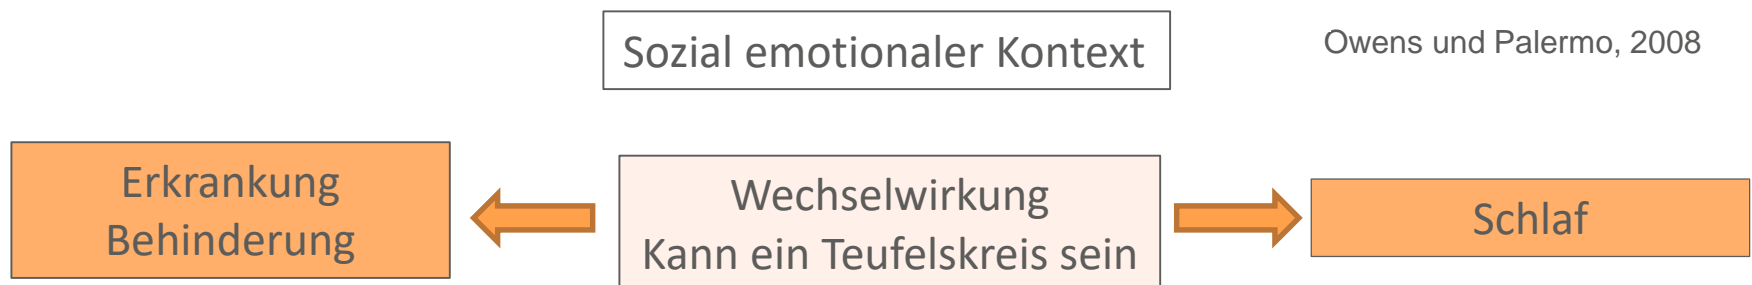 Sozial emotionaler Kontext
Owens und Palermo, 2008
Erkrankung
Behinderung
Wechselwirkung
Kann ein Teufelskreis sein
Schlaf